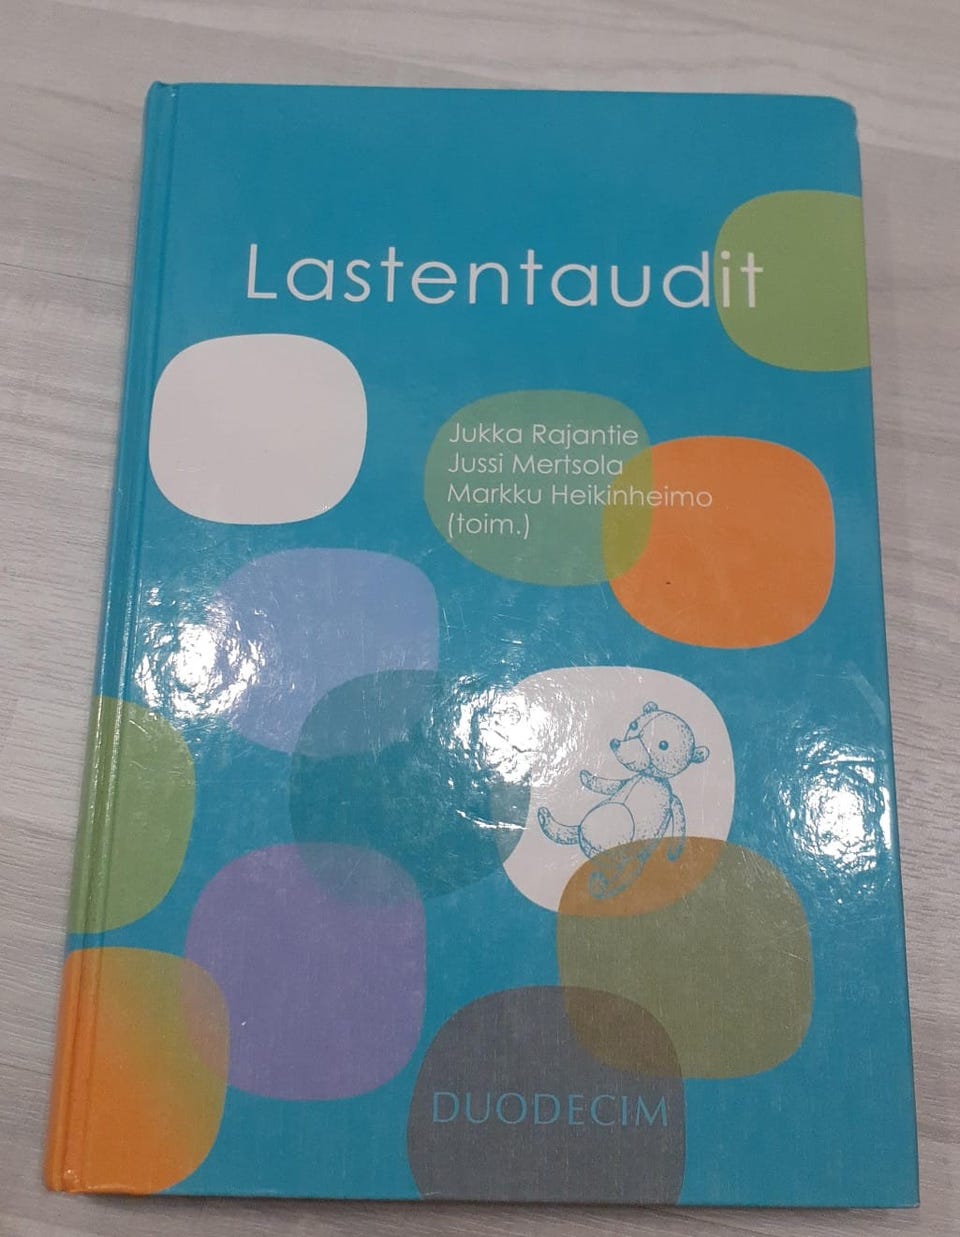 Lastentaudit
Jukka Rajantie
Jussi Mertsola
Markku Heikinheimo
(toim.)
DUODECIM